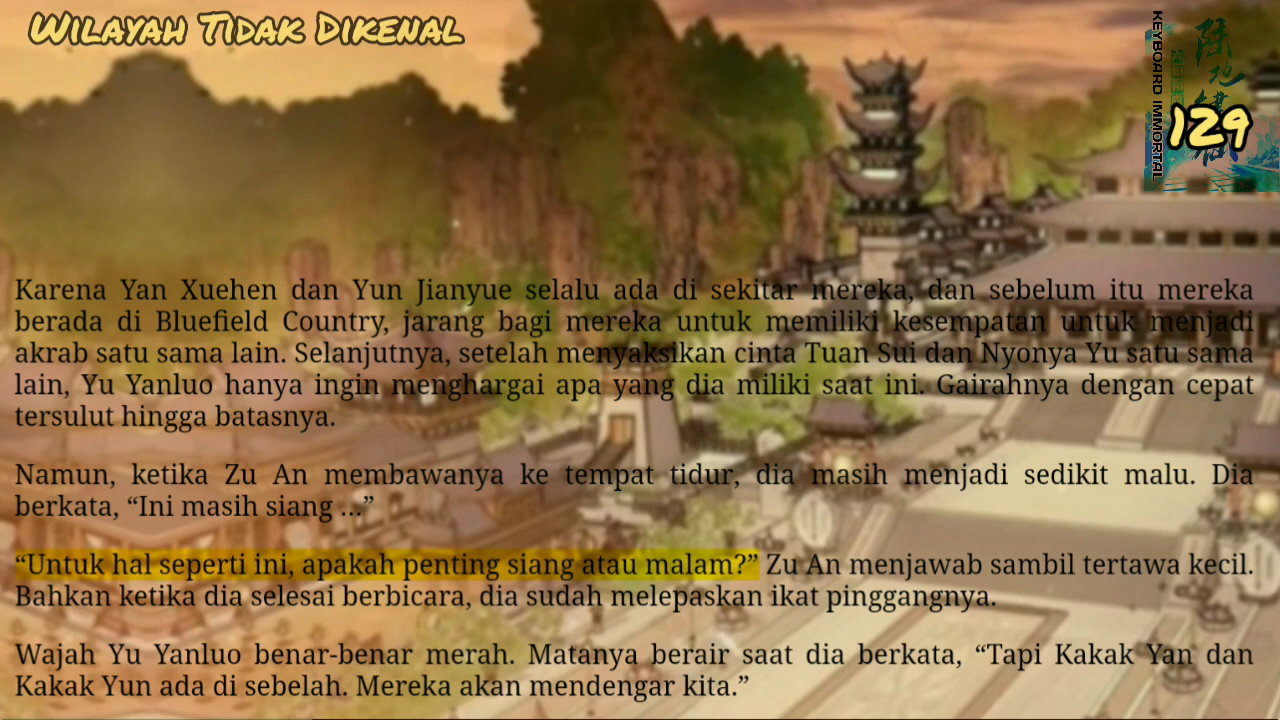 Wilayah Tidak Dikenal
KEYBOARD IMMORTAL
129
Karena Yan Xuehen dan Yun Jianyue selalu ada di sekitar mereka, dan sebelum itu mereka
berada di Bluefield Country, jarang bagi mereka untuk memiliki kesempatan untuk menjadi
akrab satu sama lain. Selanjutnya, setelah menyaksikan cinta Tuan Sui dan Nyonya Yu satu sama
lain, Yu Yanluo hanya ingin menghargai apa yang dia miliki saat ini. Gairahnya dengan cepat
tersulut hingga batasnya.
Namun, ketika Zu An membawanya ke tempat tidur, dia masih menjadi sedikit malu. Dia
berkata, “Ini masih siang …”
“Untuk hal seperti ini, apakah penting siang atau malam?” Zu An menjawab sambil tertawa kecil.
Bahkan ketika dia selesai berbicara, dia sudah melepaskan ikat pinggangnya.
Wajah Yu Yanluo benar-benar merah. Matanya berair saat dia berkata, “Tapi Kakak Yan dan
Kakak Yun ada di sebelah. Mereka akan mendengar kita.”